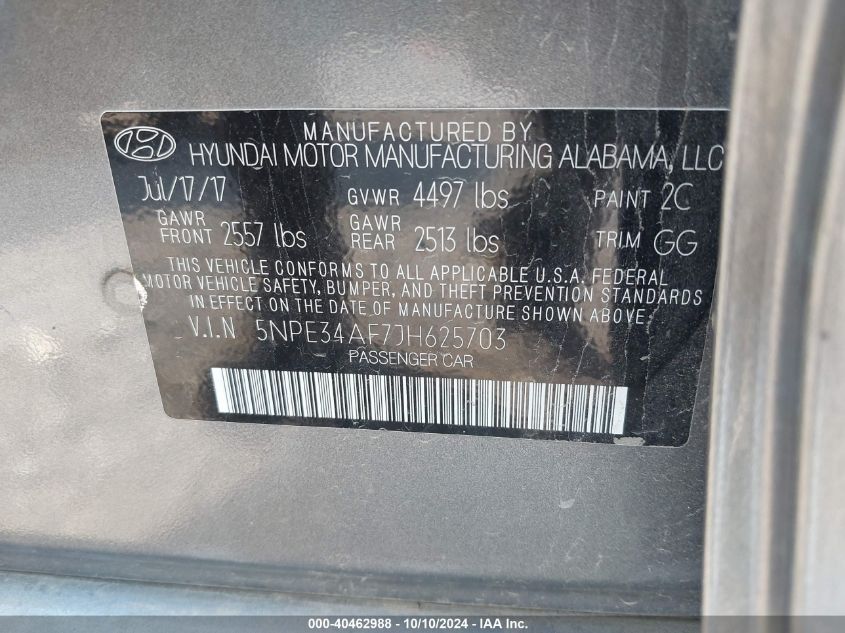 MANUFACTURED BY
HYUNDAI MOTOR MANUFACTURING ALABAMA, LLC
Jul/17/17 GVWR 4497 lbs PAINT 2C
GAWR FRONT 2557 lbs GAWR REAR 2513 lbs TRIM GG
THIS VEHICLE CONFORMS TO ALL APPLICABLE U.S.A. FEDERAL
MOTOR VEHICLE SAFETY, BUMPER, AND THEFT PREVENTION STANDARDS
IN EFFECT ON THE DATE OF MANUFACTURE SHOWN ABOVE.
V.I.N 5NPE34AF7JH625703
PASSENGER CAR
000-40462988 - 10/10/2024 - IAA Inc.